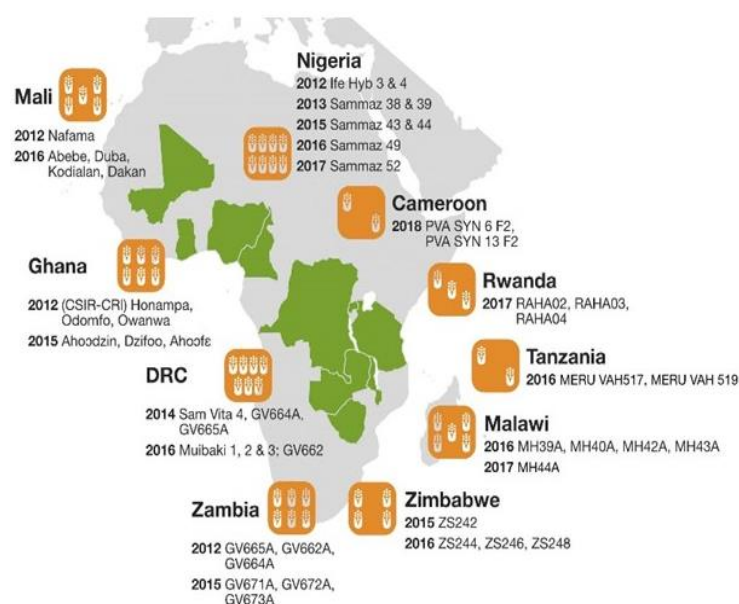 Nigeria
2012 Ife Hyb 3 & 4
2013 Sammaz 38 & 39
2015 Sammaz 43 & 44
2016 Sammaz 49
2017 Sammaz 52
Mali
2012 Nafama
2016 Abebe, Duba,
Kodialan, Dakan
Cameroon
2018 PVA SYN 6 F2,
PVA SYN 13 F2
Ghana
2012 (CSIR-CRI) Honampa,
Odomfo, Owanwa
2015 Ahoɔdzin, Dzifoo, Ahoɔfɛ
Rwanda
2017 RAHA02, RAHA03,
RAHA04
Tanzania
2016 MERU VAH517, MERU VAH 519
DRC
2014 Sam Vita 4, GV664A,
GV665A
2016 Muibaki 1, 2 & 3; GV662
Malawi
2016 MH39A, MH40A, MH42A, MH43A
2017 MH44A
Zambia
2012 GV665A, GV662A,
GV664A
2015 GV671A, GV672A,
GV673A
Zimbabwe
2015 ZS242
2016 ZS244, ZS246, ZS248